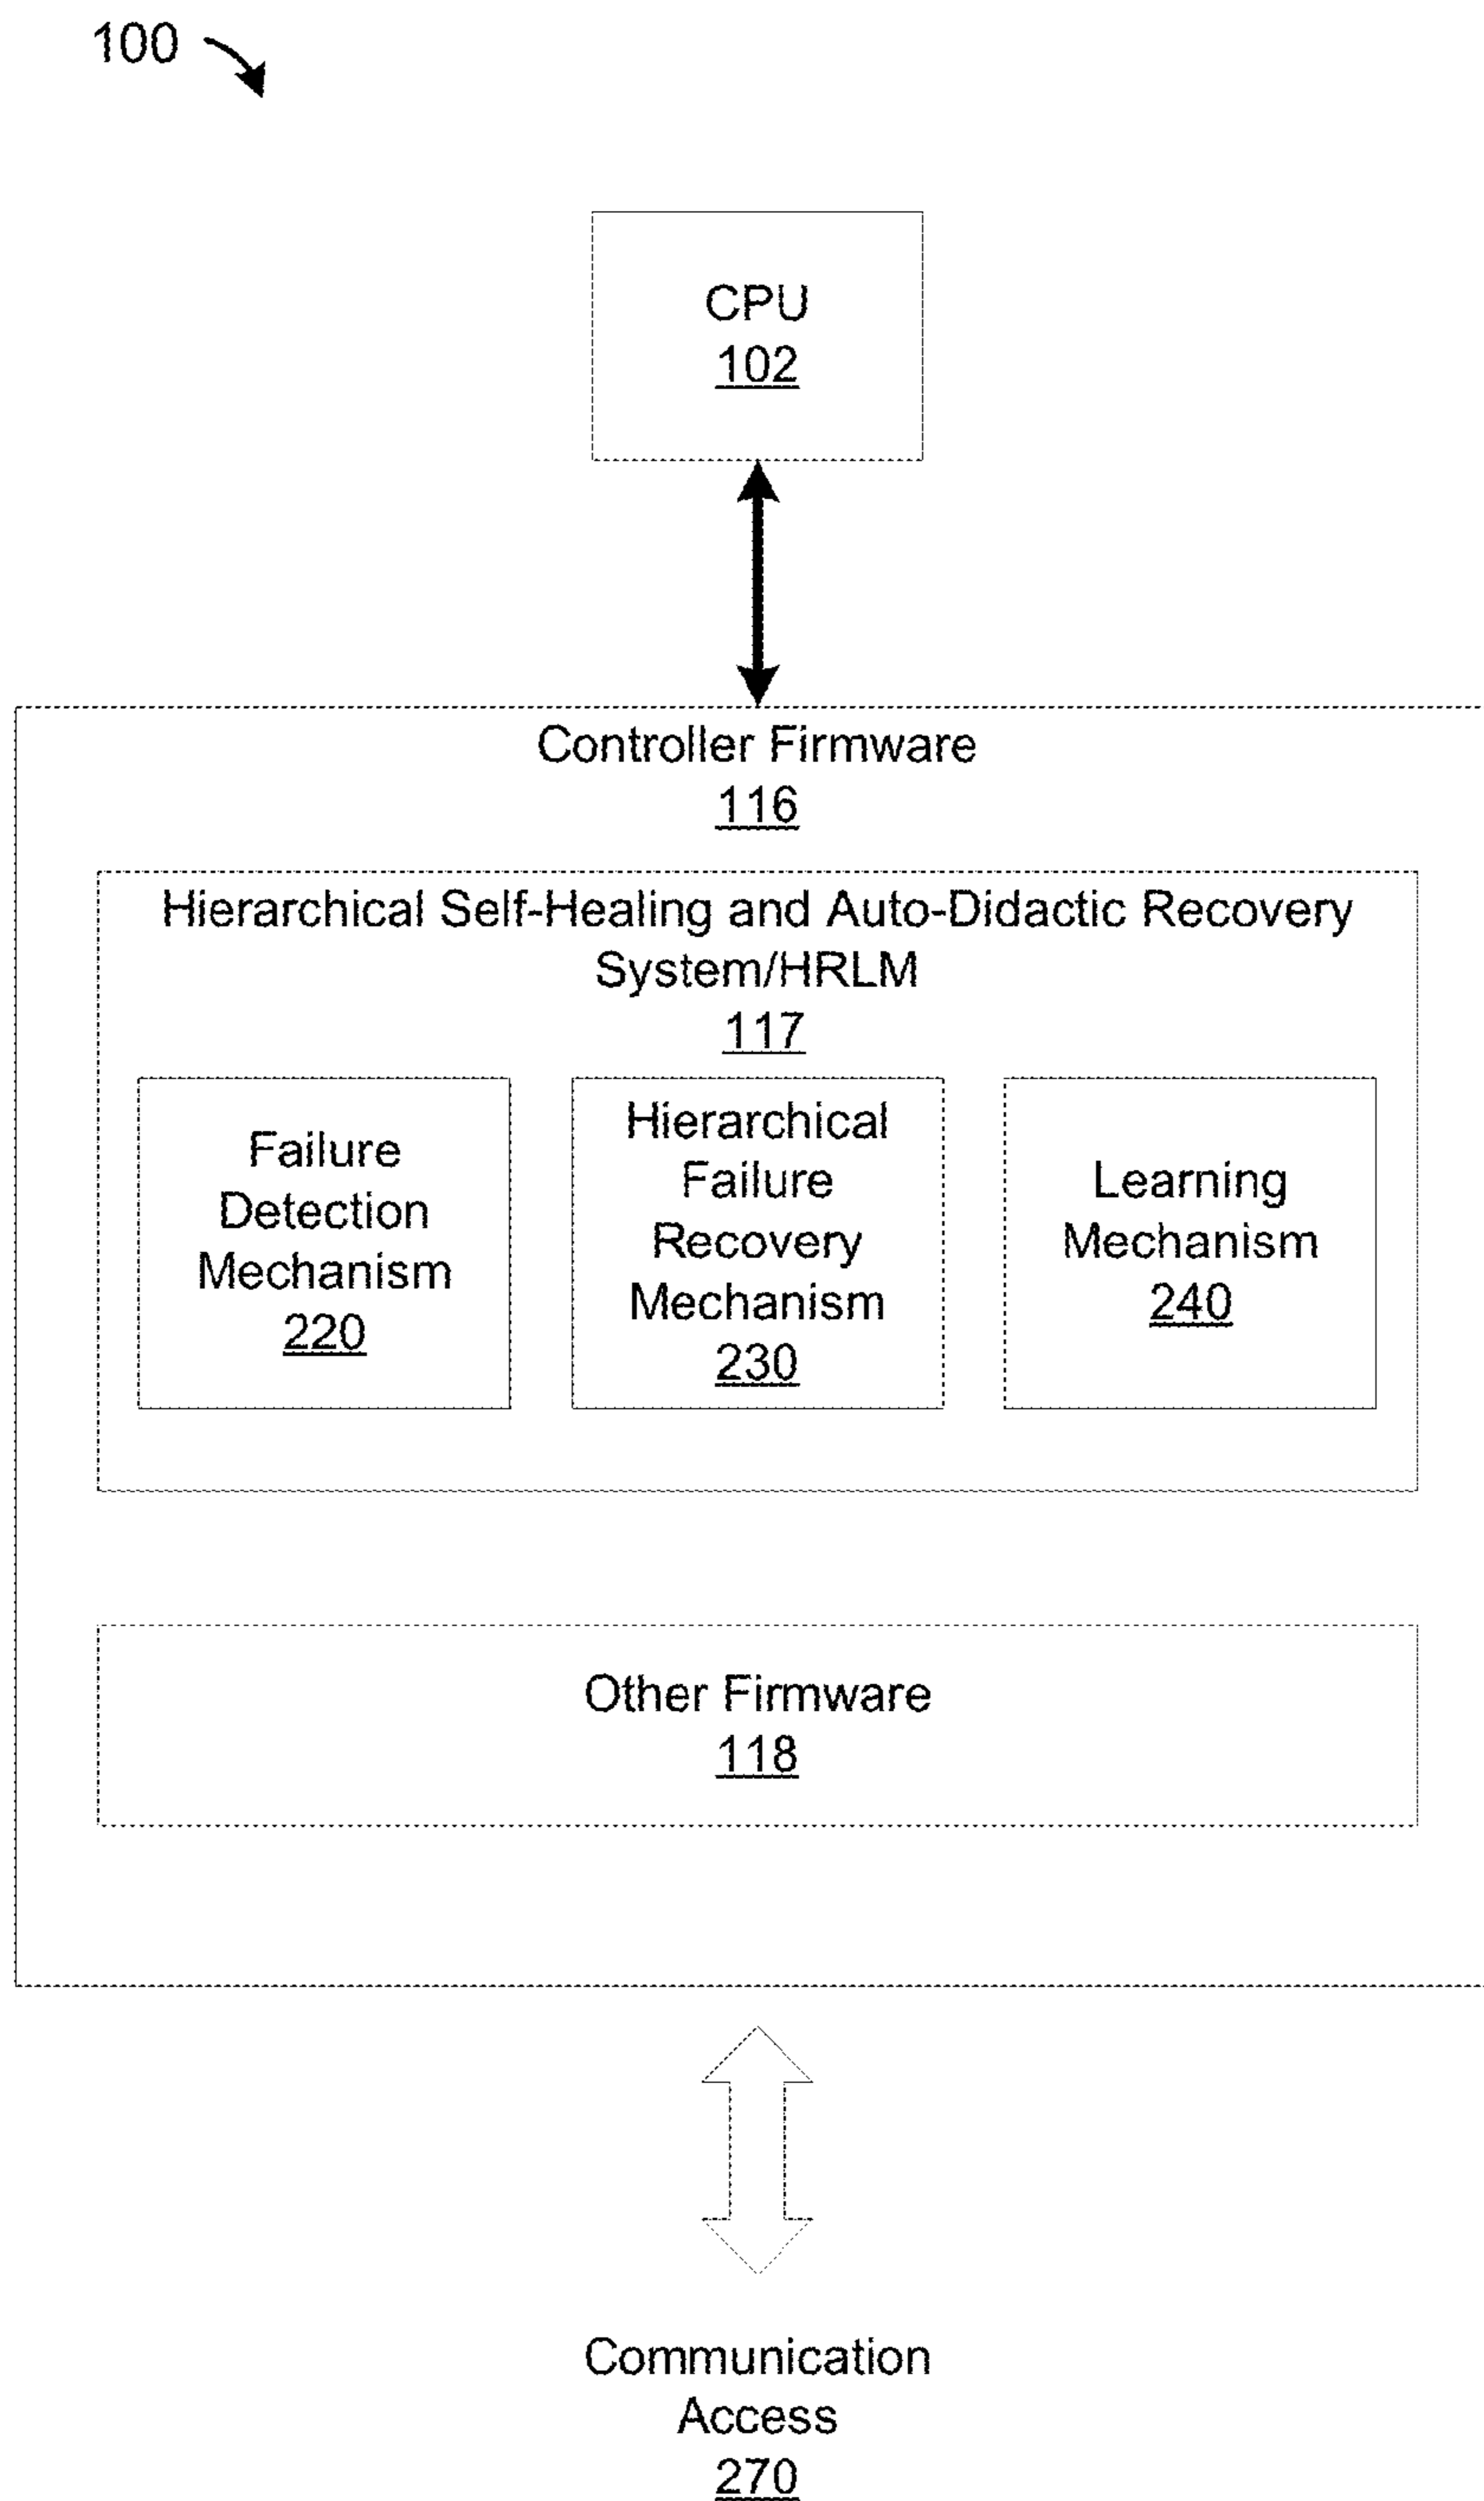 100
CPU
102
Controller Firmware
116
Hierarchical Self-Healing and Auto-Didactic Recovery
System/HRLM
117
Failure
Detection
Mechanism
220
Hierarchical
Failure
Recovery
Mechanism
230
Learning
Mechanism
240
Other Firmware
118
Communication
Access
270